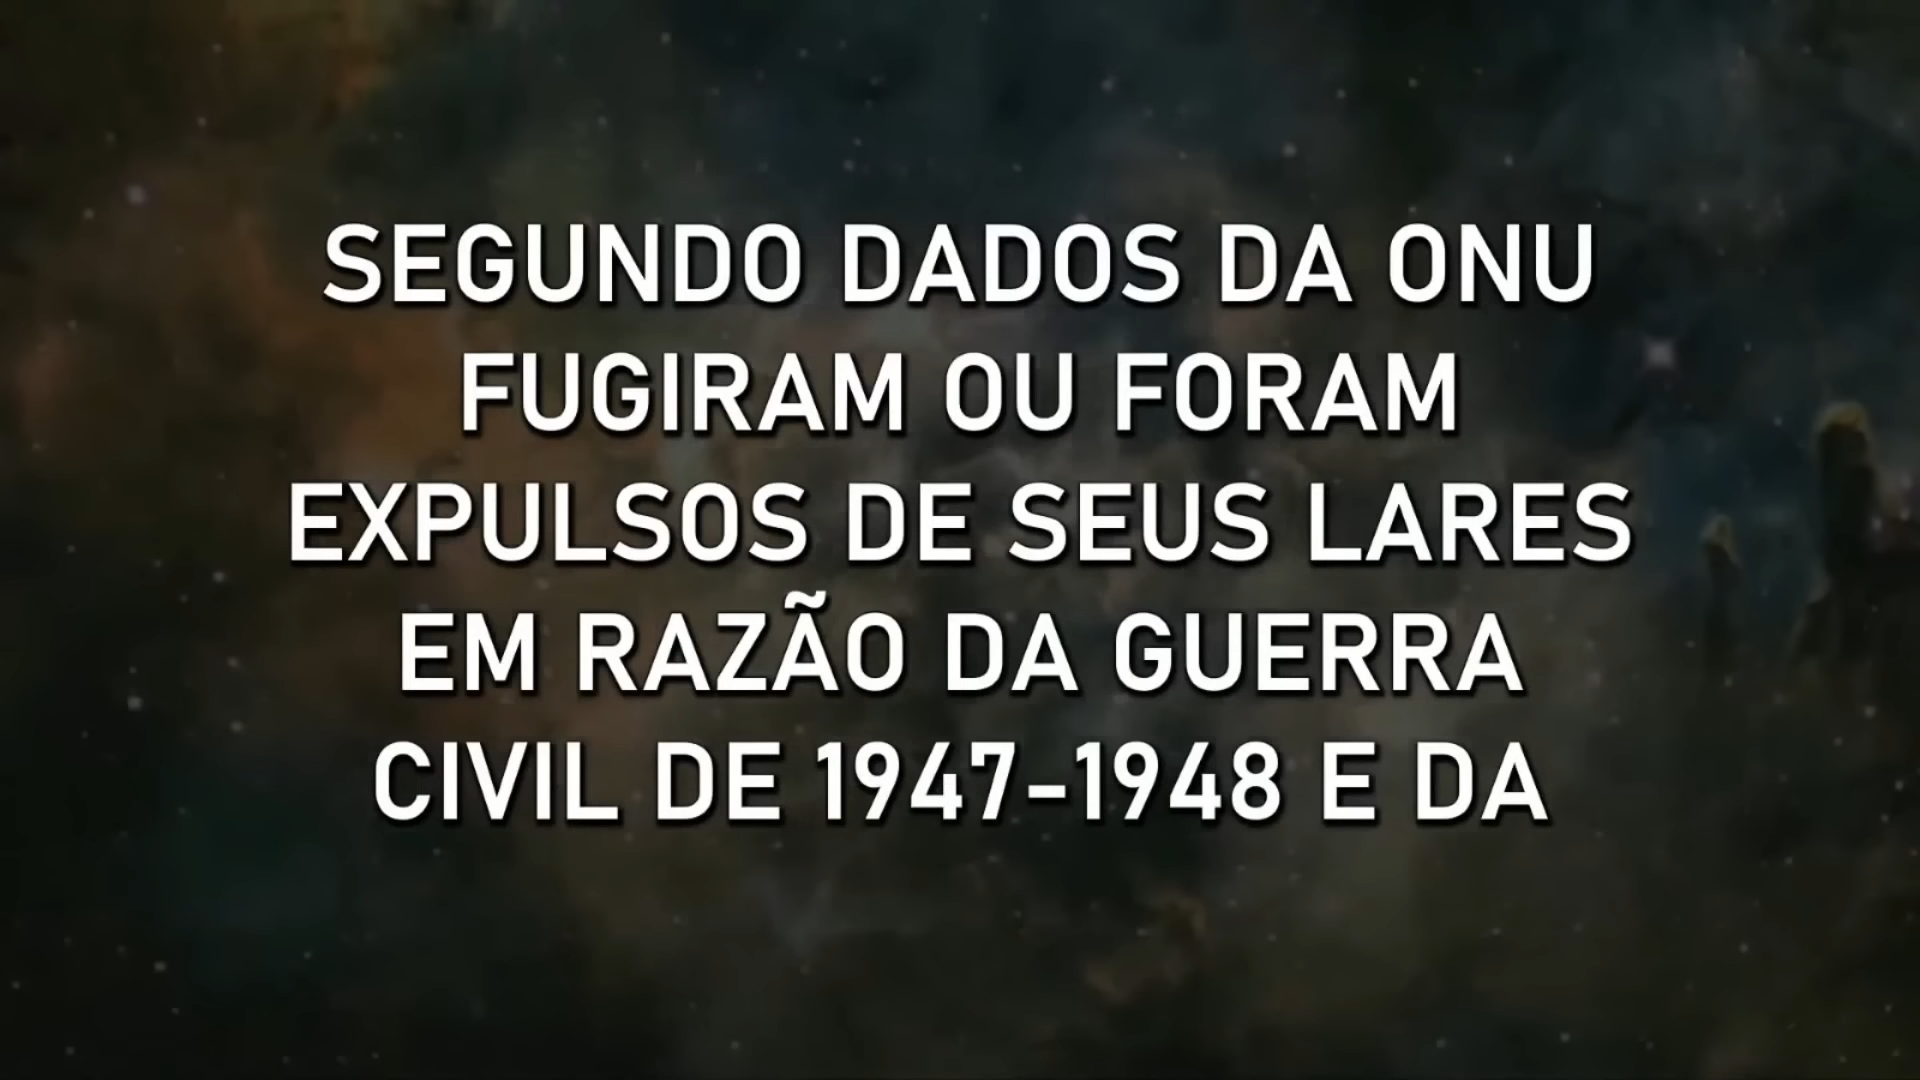 SEGUNDO DADOS DA ONU
FUGIRAM OU FORAM
EXPULSOS DE SEUS LARES
EM RAZÃO DA GUERRA
CIVIL DE 1947-1948 E DA